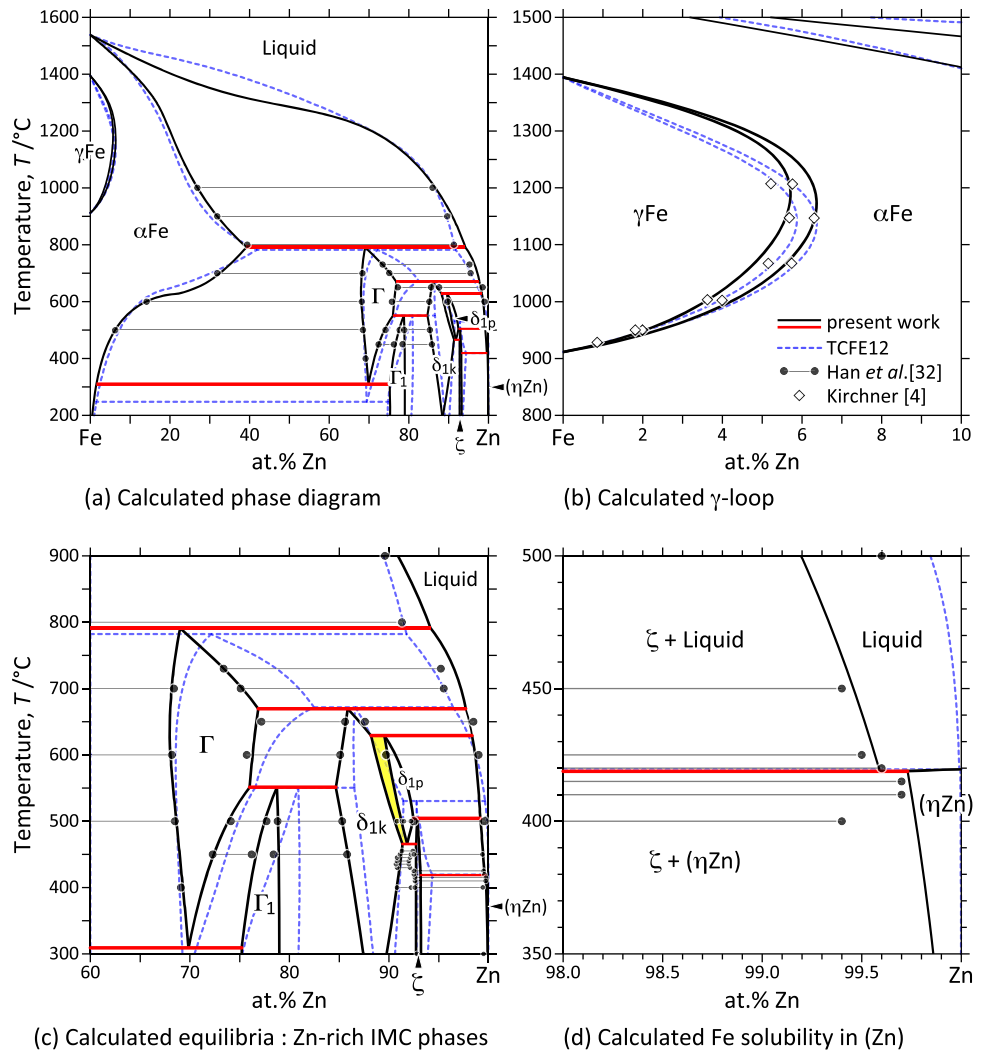 1600
1400
1200
1000
800
600
400
200
Temperature, T /°C
Liquid
γFe
αFe
Γ
Γ1
δ1p
δ1k
(ηZn)
ζ
Fe
20
40
60
80
Zn
at.% Zn
(a) Calculated phase diagram
1500
1400
1300
1200
1100
1000
900
800
γFe
αFe
present work
TCFE12
Han et al.[32]
Kirchner [4]
Fe
2
4
6
8
10
at.% Zn
(b) Calculated γ-loop
900
800
700
600
500
400
300
Temperature, T /°C
Liquid
Γ
δ1p
δ1k
Γ1
(ηZn)
ζ
60
70
80
90
Zn
at.% Zn
(c) Calculated equilibria : Zn-rich IMC phases
500
450
400
350
ζ + Liquid
Liquid
(ηZn)
ζ + (ηZn)
98.0
98.5
99.0
99.5
Zn
at.% Zn
(d) Calculated Fe solubility in (Zn)